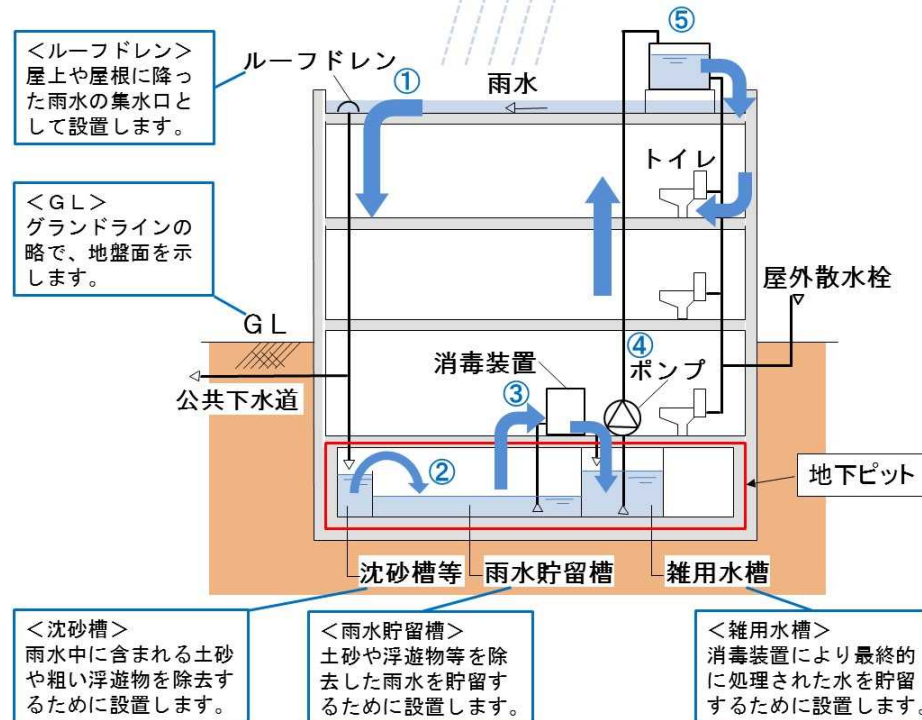 ⑤
＜ルーフドレン＞
屋上や屋根に降っ
た雨水の集水口と
して設置します。
ルーフドレン
①
雨水
トイレ
＜ＧＬ＞
グランドラインの
略で、地盤面を示
します。
屋外散水栓
ＧＬ
消毒装置
④
ポンプ
③
公共下水道
②
地下ピット
沈砂槽等
雨水貯留槽
雑用水槽
＜沈砂槽＞
雨水中に含まれる土砂
や粗い浮遊物を除去す
るために設置します。
＜雨水貯留槽＞
土砂や浮遊物等を除
去した雨水を貯留す
るために設置します。
＜雑用水槽＞
消毒装置により最終的
に処理された水を貯留
するために設置します。